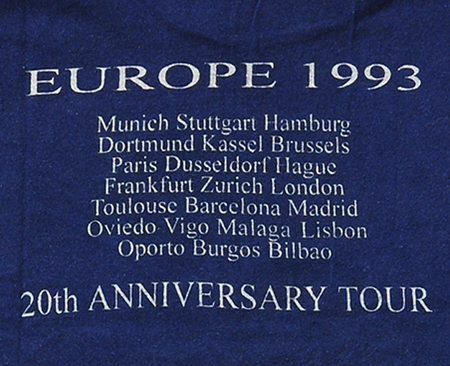 EUROPE 1993
Munich Stuttgart Hamburg
Dortmund Kassel Brussels
Paris Dusseldorf Hague
Frankfurt Zurich London
Toulouse Barcelona Madrid
Oviedo Vigo Malaga Lisbon
Oporto Burgos Bilbao
20th ANNIVERSARY TOUR